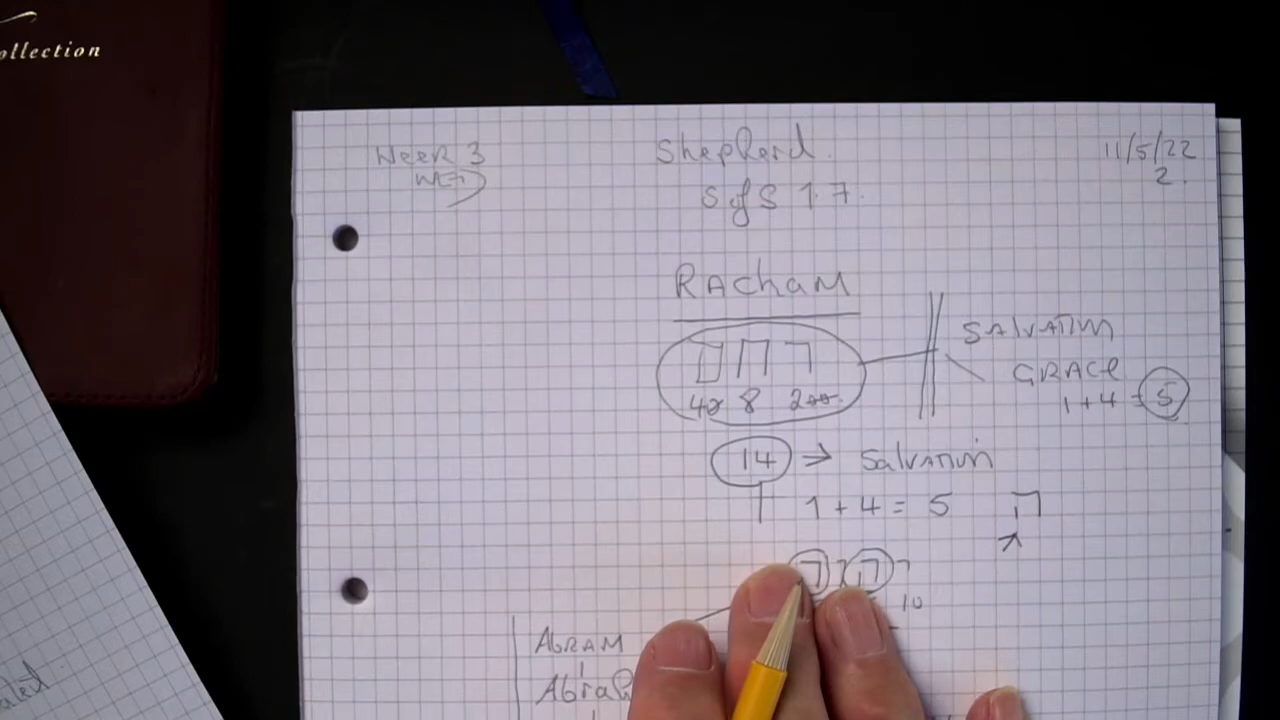 ollection
Week 3
Wed
Shepherd
S of S 1.7
11/5/22
2.
RAchaM
םחר
40 8 200
Salvation
Grace
1+4 = 5
14 ⇒ Salvation
1 + 4 = 5 ה
ה י
10
Abram